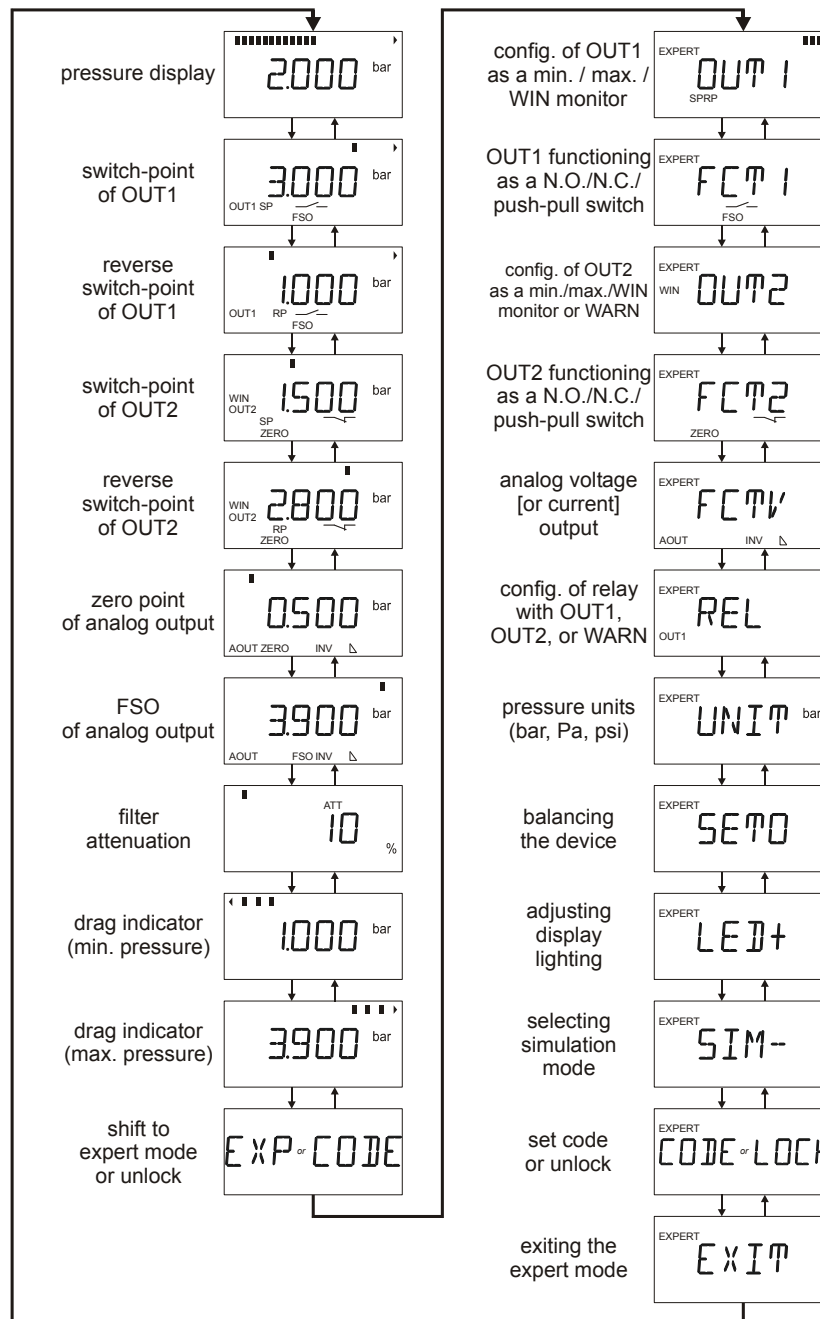 pressure display
2.000 bar
switch-point
of OUT1
3.000 bar
OUT1 SP
FSO
reverse
switch-point
of OUT1
1.000 bar
OUT1 RP
FSO
switch-point
of OUT2
WIN
OUT2
1.500 bar
SP
ZERO
reverse
switch-point
of OUT2
WIN
OUT2
2.800 bar
RP
ZERO
zero point
of analog output
0.500 bar
AOUT ZERO INV
FSO
of analog output
3.900 bar
AOUT FSO INV
filter
attenuation
ATT
10
%
drag indicator
(min. pressure)
1.000 bar
drag indicator
(max. pressure)
3.900 bar
shift to
expert mode
or unlock
EXP or CODE
config. of OUT1
as a min. / max. /
WIN monitor
EXPERT
OUT1
SPRP
OUT1 functioning
as a N.O./N.C./
push-pull switch
EXPERT
FCT1
FSO
config. of OUT2
as a min./max./WIN
monitor or WARN
EXPERT
WIN
OUT2
OUT2 functioning
as a N.O./N.C./
push-pull switch
EXPERT
FCT2
ZERO
analog voltage
[or current]
output
EXPERT
FCTV
AOUT INV
config. of relay
with OUT1,
OUT2, or WARN
EXPERT
REL
OUT1
pressure units
(bar, Pa, psi)
EXPERT
UNIT bar
balancing
the device
EXPERT
SET0
adjusting
display
lighting
EXPERT
LED+
selecting
simulation
mode
EXPERT
SIM-
set code
or unlock
EXPERT
CODE or LOCK
exiting the
expert mode
EXPERT
EXIT